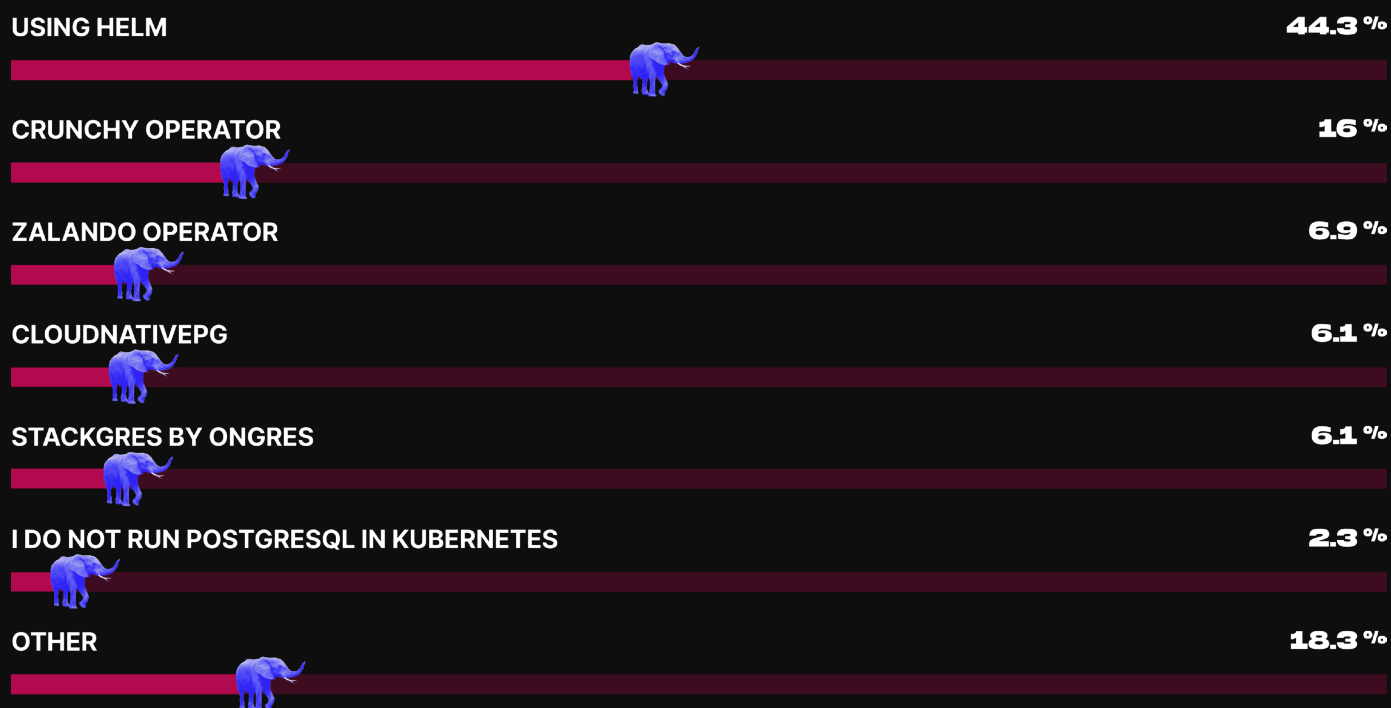 USING HELM 44.3%
CRUNCHY OPERATOR 16%
ZALANDO OPERATOR 6.9%
CLOUDNATIVEPG 6.1%
STACKGRES BY ONGRES 6.1%
I DO NOT RUN POSTGRESQL IN KUBERNETES 2.3%
OTHER 18.3%